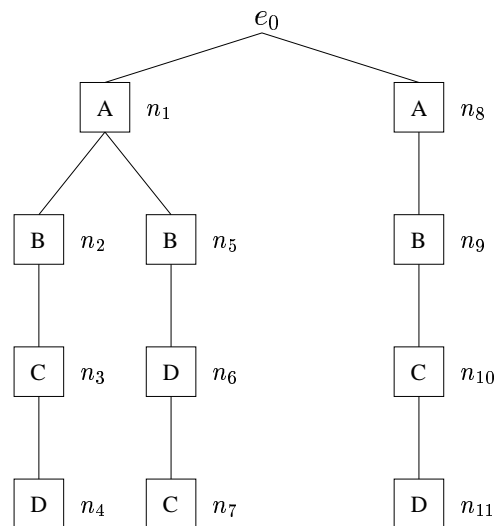 e₀
A n₁ A n₈
B n₂ B n₅ B n₉
C n₃ D n₆ C n₁₀
D n₄ C n₇ D n₁₁